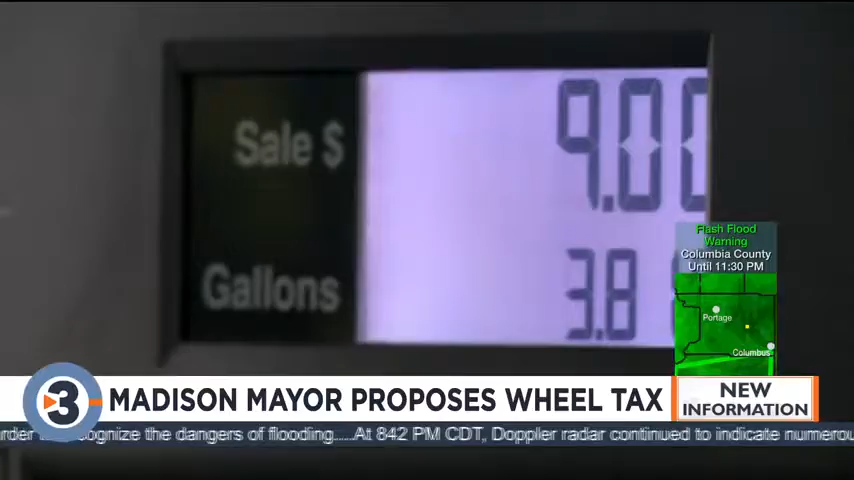 Sale $ 9.00
Gallons 3.8
Flash Flood
Warning
Columbia County
Until 11:30 PM
Portage
Columbus
3 MADISON MAYOR PROPOSES WHEEL TAX
NEW
INFORMATION
the dangers of flooding.....At 842 PM CDT, Doppler radar continued to indicate